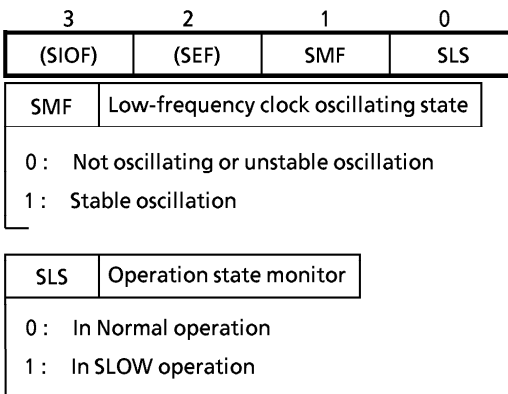 3 2 1 0
(SIOF) (SEF) SMF SLS
SMF Low-frequency clock oscillating state
0 : Not oscillating or unstable oscillation
1 : Stable oscillation
SLS Operation state monitor
0 : In Normal operation
1 : In SLOW operation